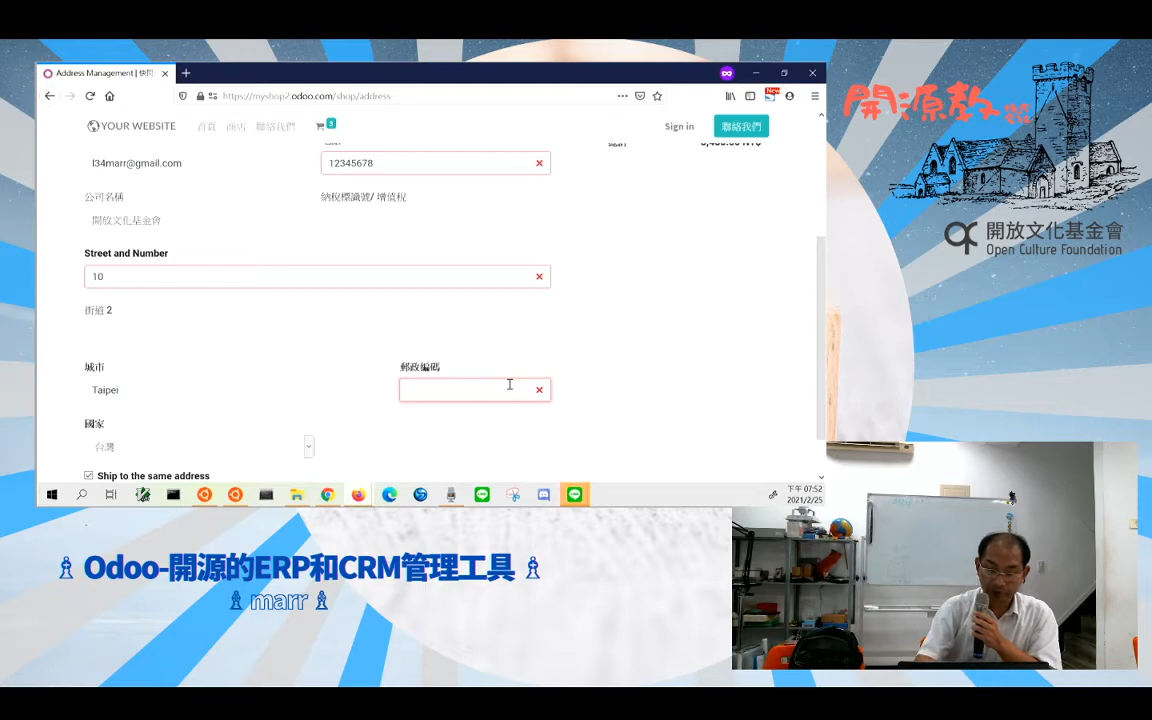 Address Management | 快問
https://myshop2.odoo.com/shop/address
New
YOUR WEBSITE 首頁 商店 聯絡我們 Sign in 聯絡我們
l34marr@gmail.com
12345678
公司名稱
納稅標識號/ 增值稅
開放文化基金會
Street and Number
10
街道 2
城市
郵政編碼
Taipei
國家
台灣
Ship to the same address
下午 07:52
2021/2/25
開源教
開放文化基金會
Open Culture Foundation
Odoo-開源的ERP和CRM管理工具
marr